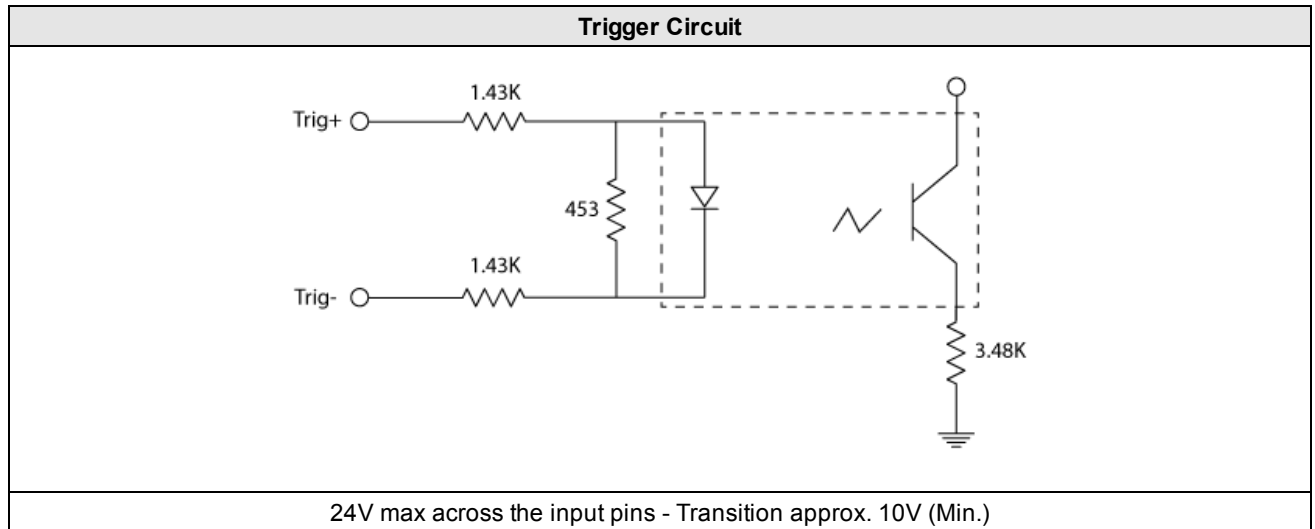 Trigger Circuit
1.43K
Trig+
453
1.43K
Trig-
3.48K
24V max across the input pins - Transition approx. 10V (Min.)